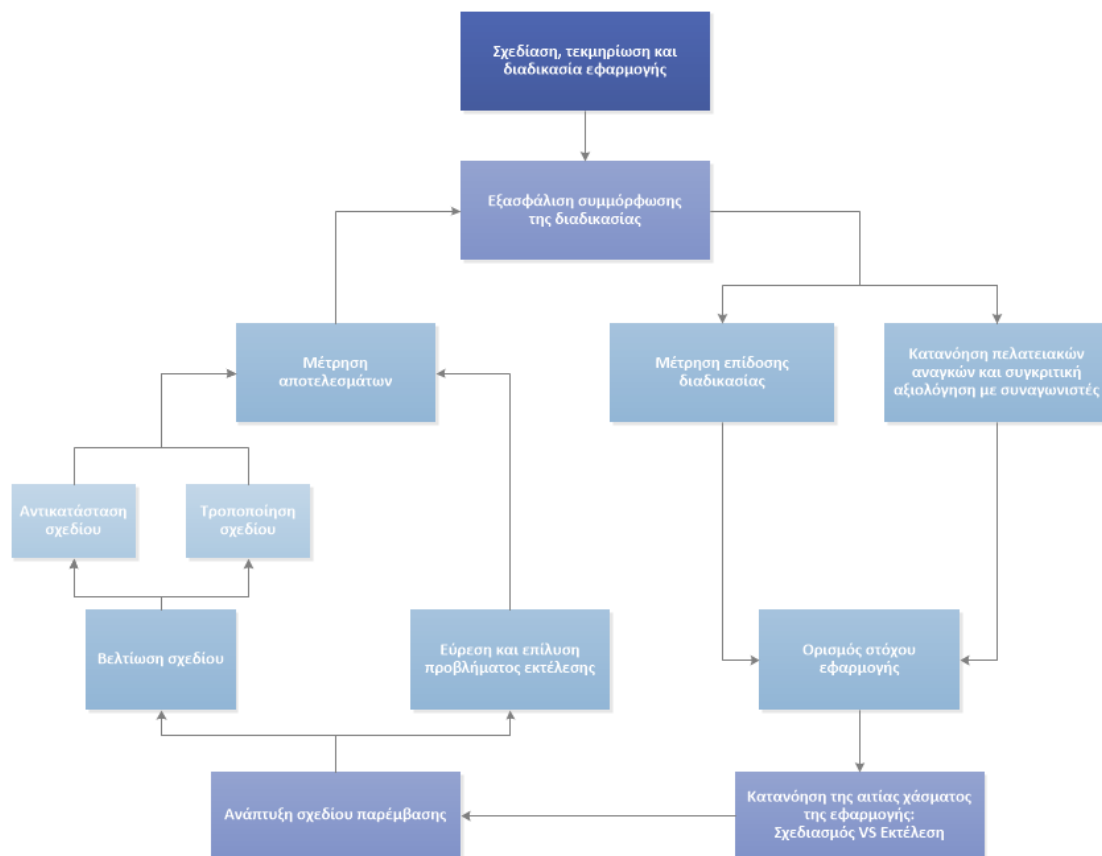 Σχεδίαση, τεκμηρίωση και
διαδικασία εφαρμογής
Εξασφάλιση συμμόρφωσης
της διαδικασίας
Μέτρηση
αποτελεσμάτων
Μέτρηση επίδοσης
διαδικασίας
Κατανόηση πελατειακών
αναγκών και συγκριτική
αξιολόγηση με συναγωνιστές
Αντικατάσταση
σχεδίου
Τροποποίηση
σχεδίου
Βελτίωση σχεδίου
Εύρεση και επίλυση
προβλήματος εκτέλεσης
Ορισμός στόχου
εφαρμογής
Ανάπτυξη σχεδίου παρέμβασης
Κατανόηση της αιτίας χάσματος
της εφαρμογής:
Σχεδιασμός VS Εκτέλεση